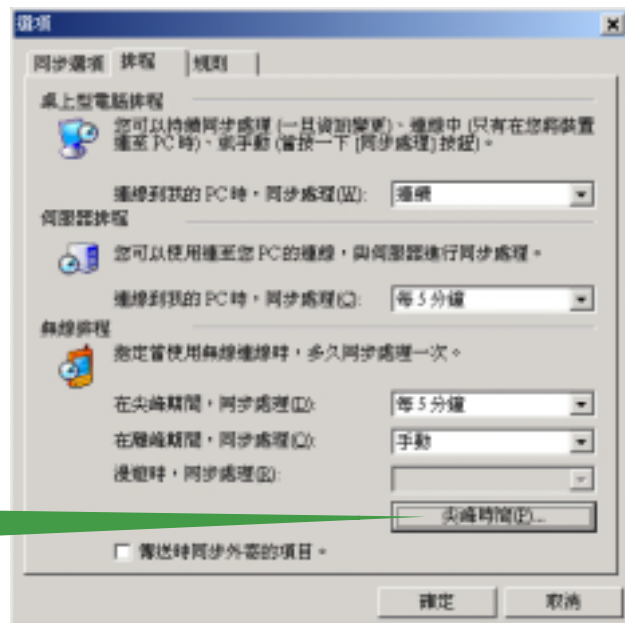 選項
同步選項 排程 規則
桌上型電腦排程
您可以持續同步處理 (一旦資訊變更)、連線中 (只有在您將裝置
連至 PC 時)、或手動 (當按一下 [同步處理] 按鈕)。
連線到我的 PC 時，同步處理(W): 連續
伺服器排程
您可以使用連至您 PC的連線，與伺服器進行同步處理。
連線到我的 PC 時，同步處理(C): 每 5 分鐘
無線排程
指定當使用無線連線時，多久同步處理一次。
在尖峰期間，同步處理(D): 每 5 分鐘
在離峰期間，同步處理(O): 手動
漫遊時，同步處理(R):
尖峰時間(P)...
傳送時同步外寄的項目。
確定 取消